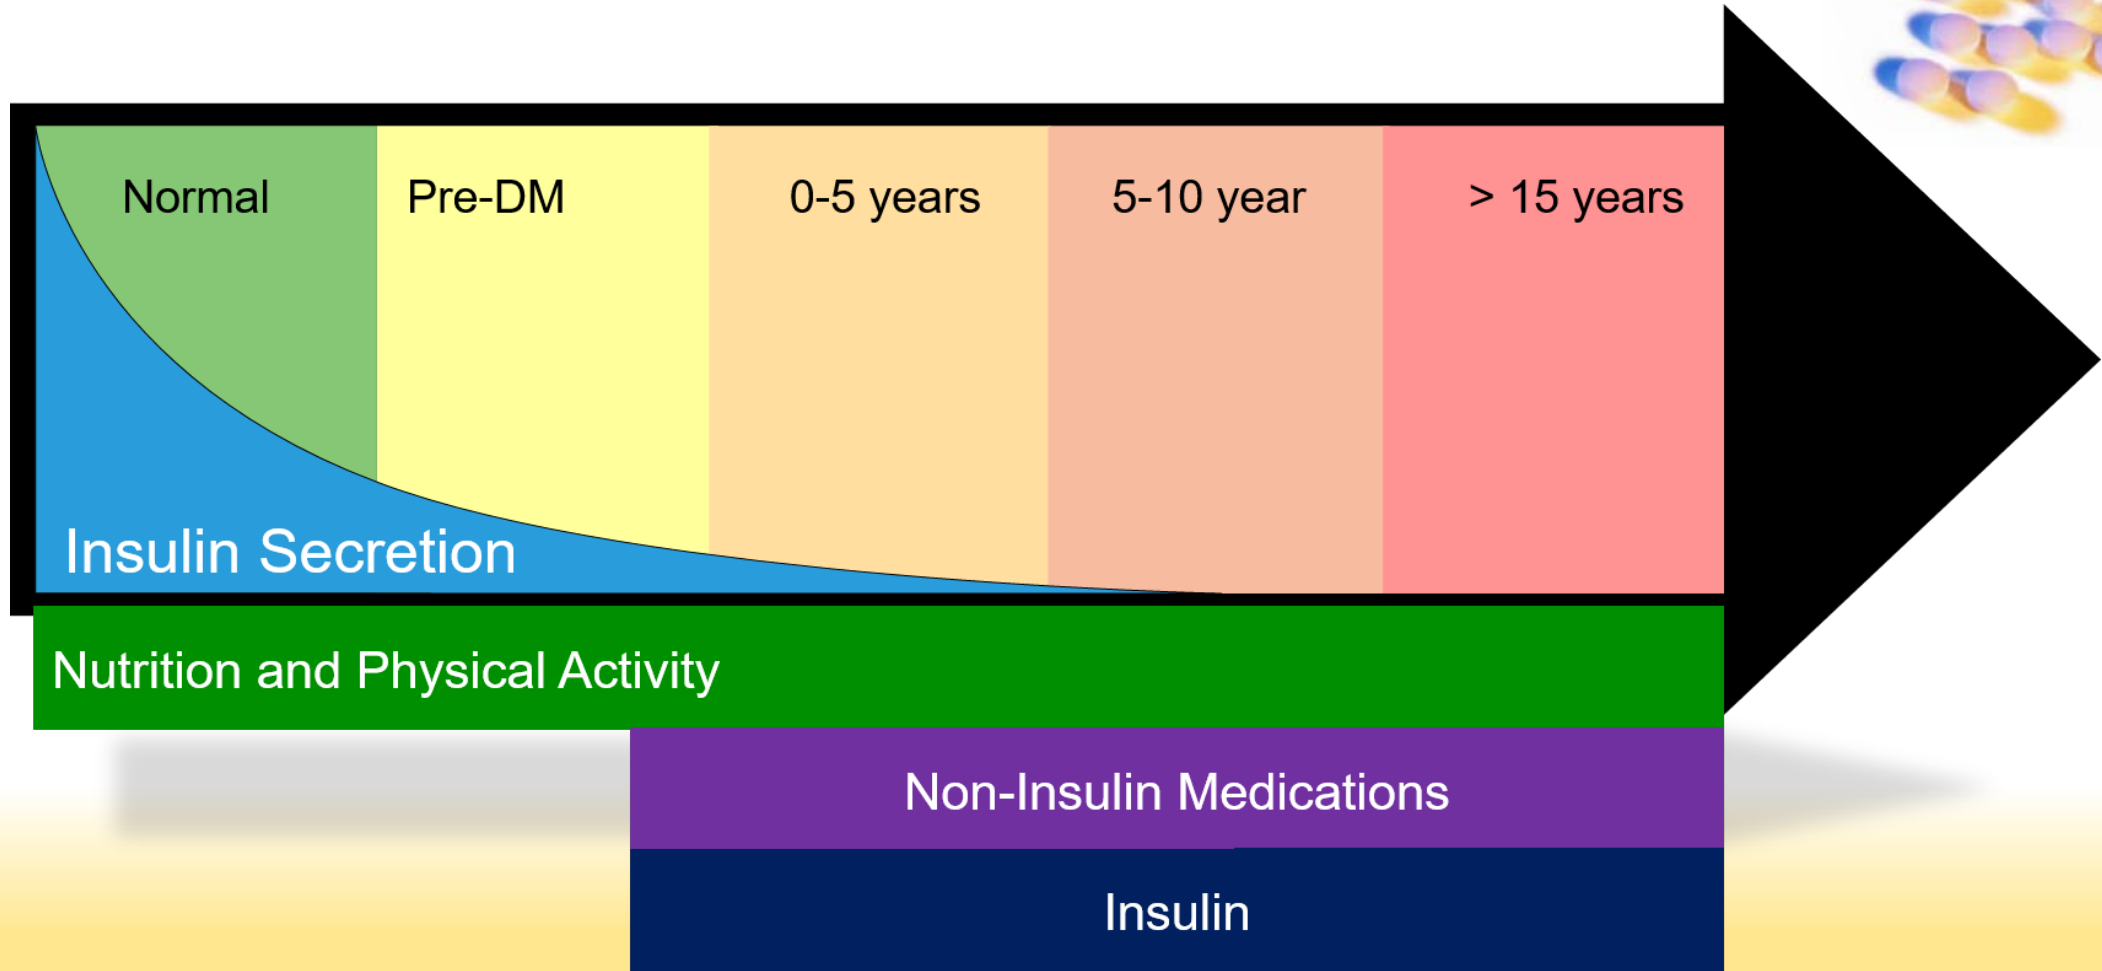 Normal
Pre-DM
0-5 years
5-10 year
> 15 years
Insulin Secretion
Nutrition and Physical Activity
Non-Insulin Medications
Insulin